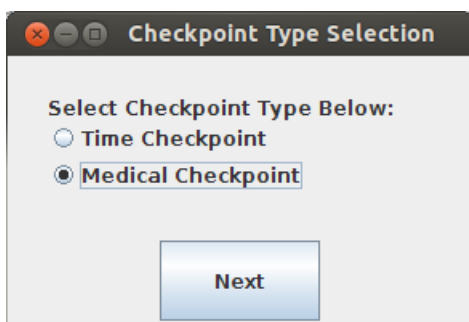 Checkpoint Type Selection
Select Checkpoint Type Below:
Time Checkpoint
Medical Checkpoint
Next